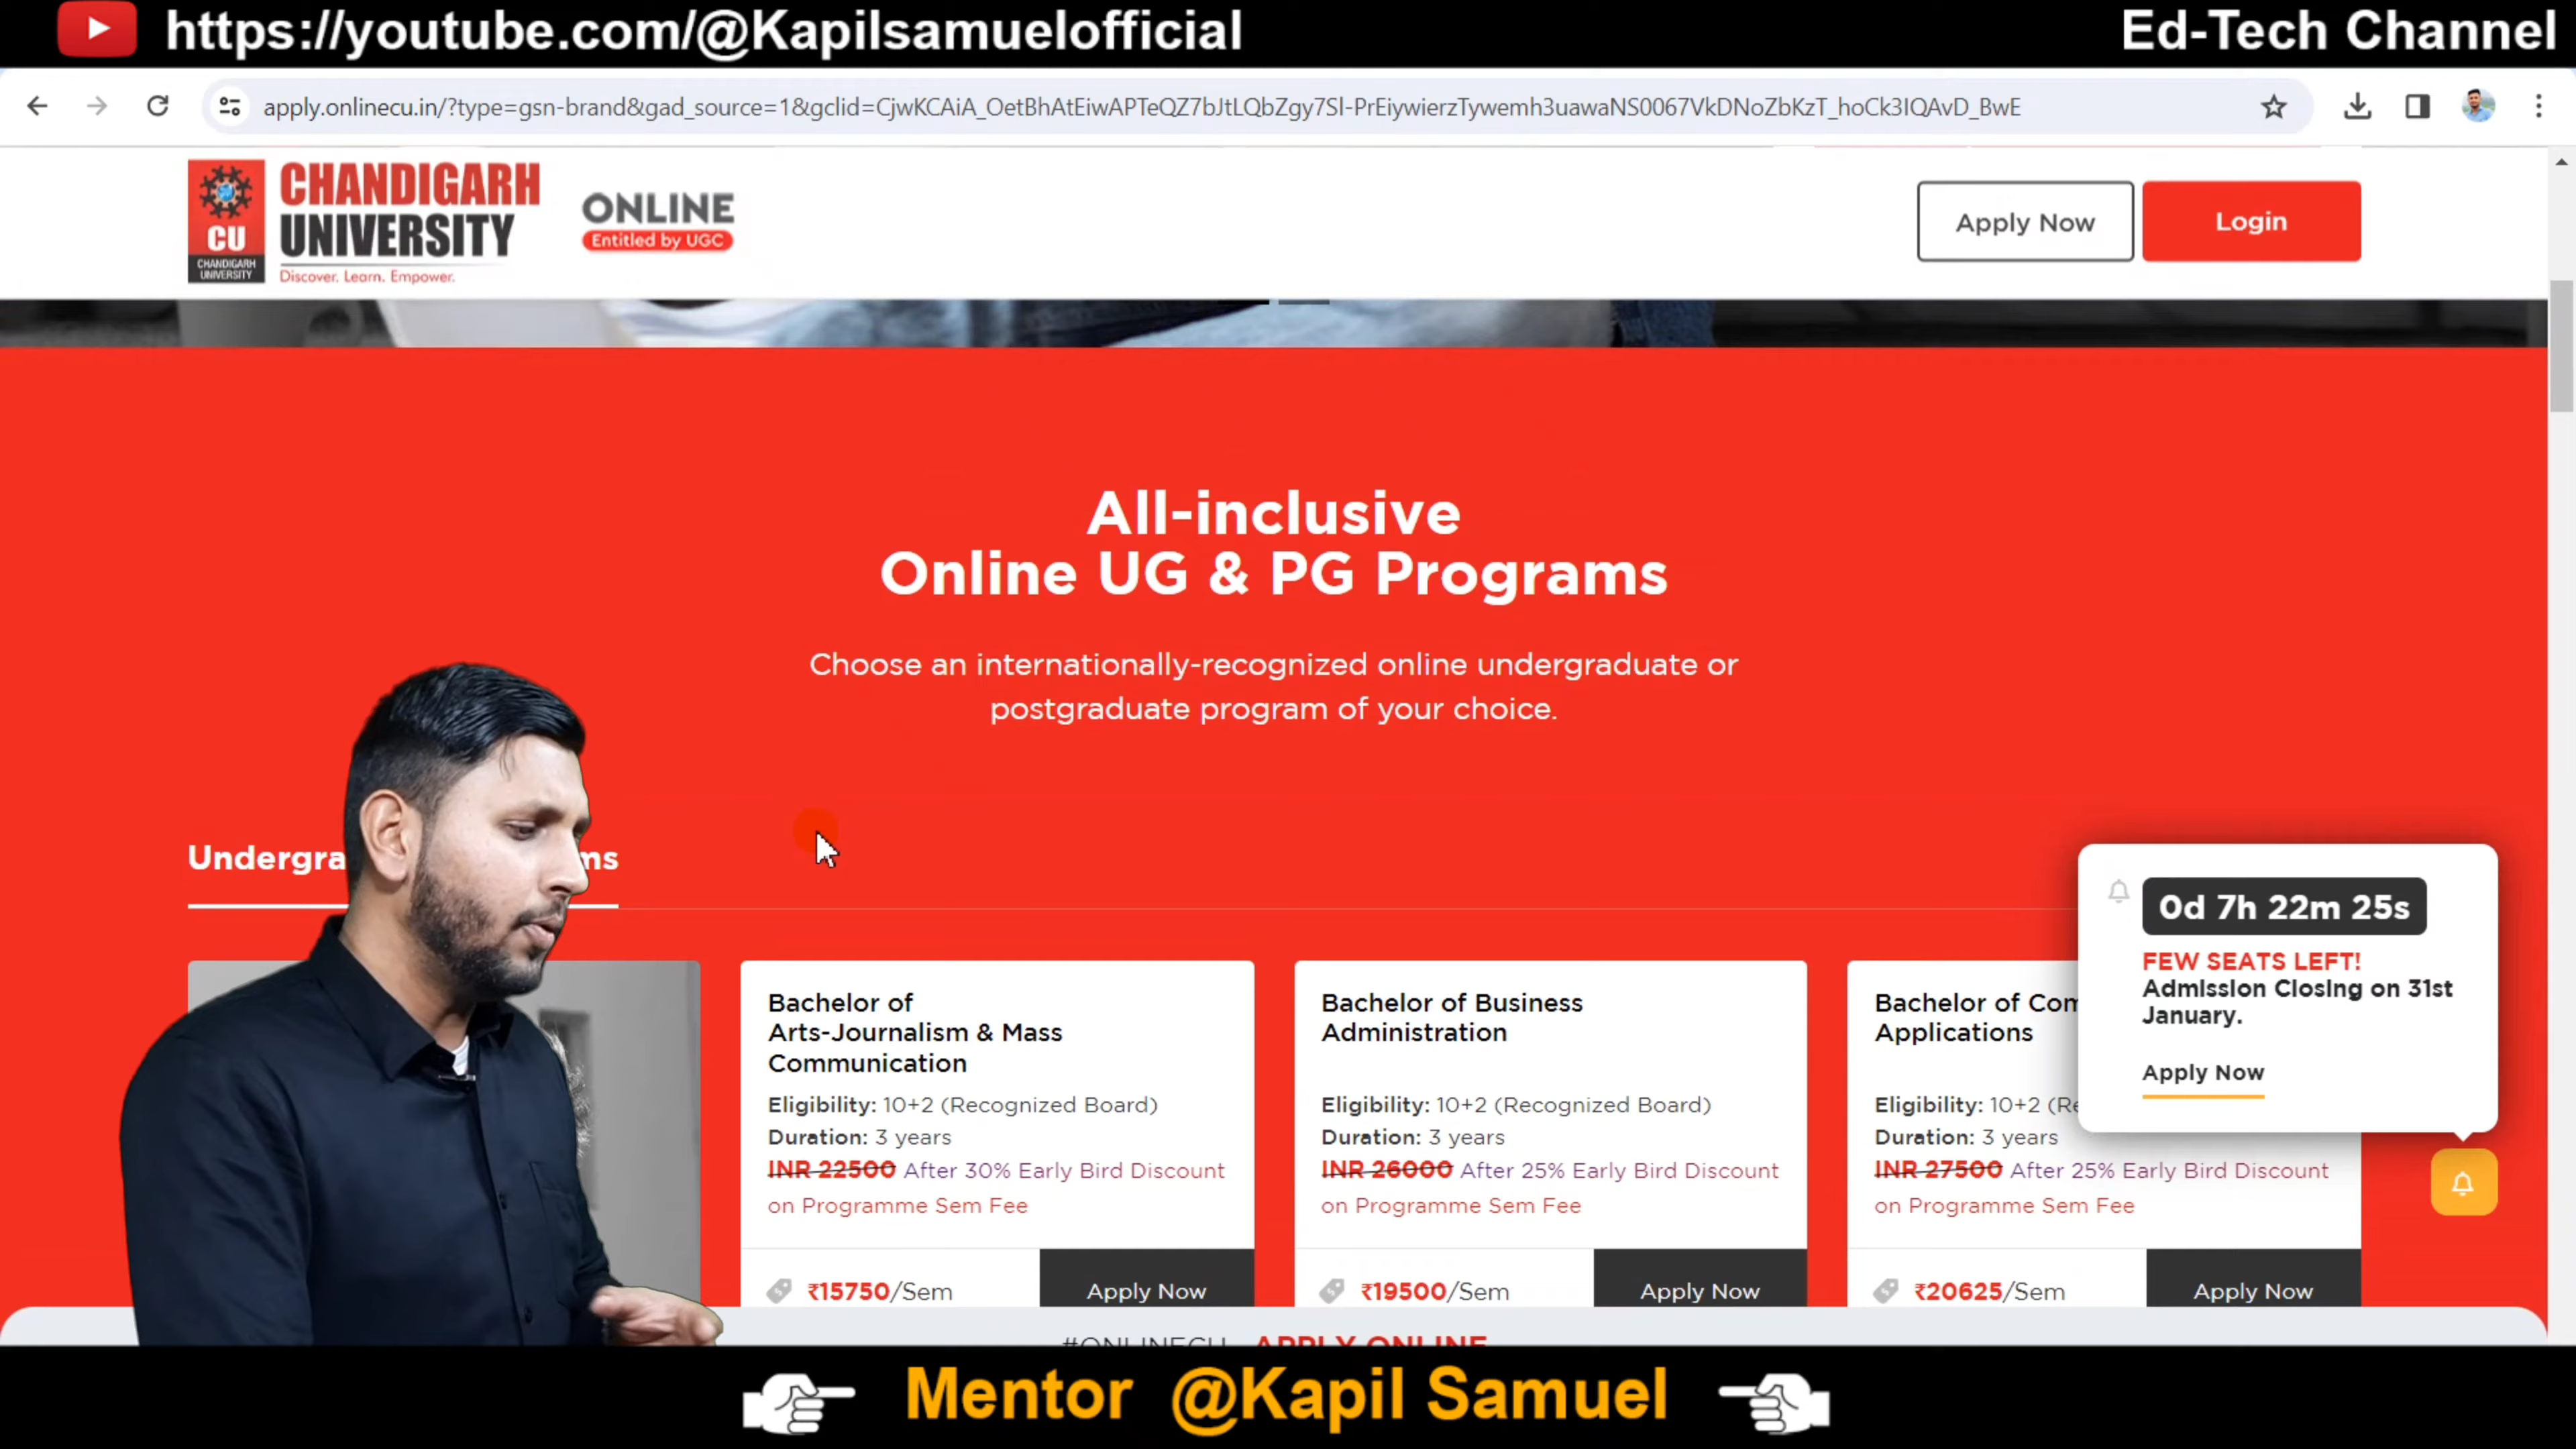 https://youtube.com/@Kapilsamuelofficial
Ed-Tech Channel
apply.onlinecu.in/?type=gsn-brand&gad_source=1&gclid=CjwKCAiA_OetBhAtEiwAPTeQZ7bJtLQbZgy7Sl-PrEiywierzTywemh3uawaNS0067VkDNoZbKzT_hoCk3IQAvD_BwE
CU
CHANDIGARH
UNIVERSITY
CHANDIGARH
UNIVERSITY
Discover. Learn. Empower.
ONLINE
Entitled by UGC
Apply Now
Login
All-inclusive
Online UG & PG Programs
Choose an internationally-recognized online undergraduate or
postgraduate program of your choice.
0d 7h 22m 25s
FEW SEATS LEFT!
Admission Closing on 31st
January.
Apply Now
Bachelor of
Arts-Journalism & Mass
Communication
Eligibility: 10+2 (Recognized Board)
Duration: 3 years
INR 22500 After 30% Early Bird Discount
on Programme Sem Fee
₹15750/Sem
Apply Now
Bachelor of Business
Administration
Eligibility: 10+2 (Recognized Board)
Duration: 3 years
INR 26000 After 25% Early Bird Discount
on Programme Sem Fee
₹19500/Sem
Apply Now
Bachelor of
Applications
Eligibility: 10+2
Duration: 3 years
INR 27500 After 25% Early Bird Discount
on Programme Sem Fee
₹20625/Sem
Apply Now
#ONLINECU APPLY ONLINE
Mentor @Kapil Samuel